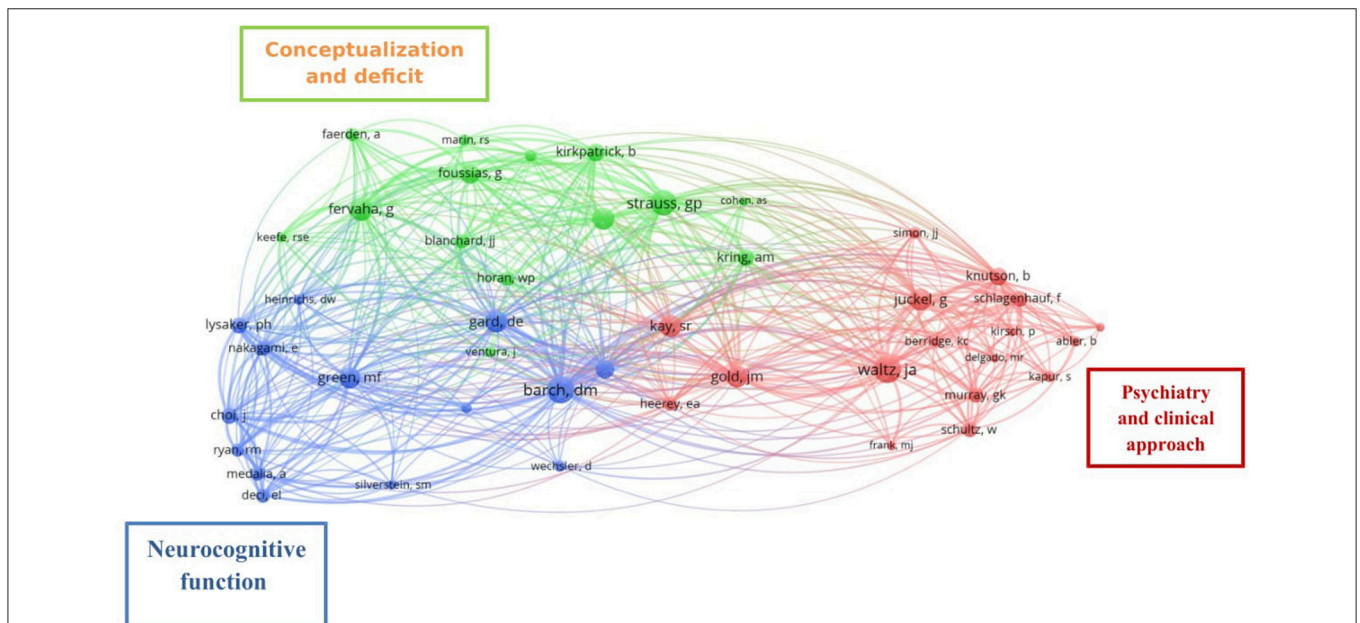 Conceptualization
and deficit
faerden, a
marin, rs
kirkpatrick, b
foussias, g
fervaha, g
strauss, gp
cohen, as
keefe, rse
blanchard, jj
simon, jj
kring, am
horan, wp
knutson, b
heinrichs, dw
juckel, g
schlagenhauf, f
lysaker, ph
gard, de
kay, sr
kirsch, p
nakagami, e
ventura, j
berridge, kc
abler, b
delgado, mr
green, mf
barch, dm
gold, jm
waltz, ja
kapur, s
heerey, ea
murray, gk
choi, j
schultz, w
ryan, rm
frank, mj
medalia, a
wechsler, d
deci, el
silverstein, sm
Psychiatry
and clinical
approach
Neurocognitive
function